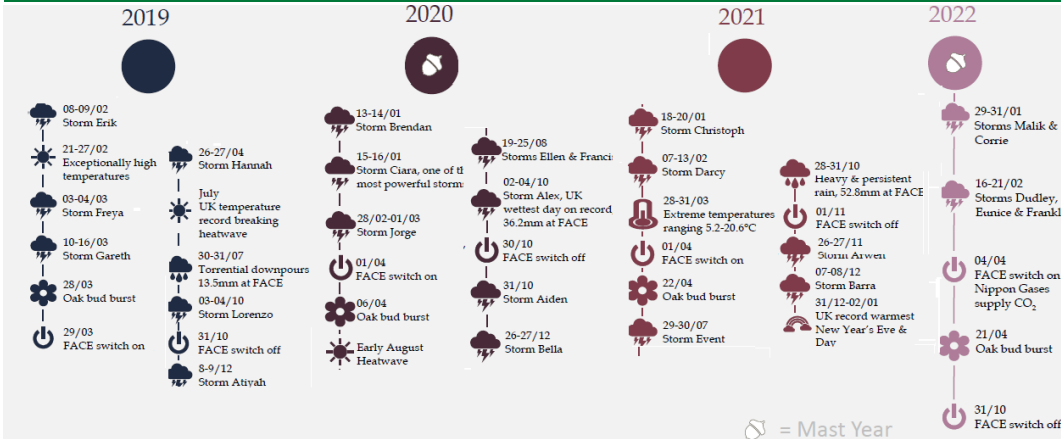 2019
2020
2021
2022
08-09/02
Storm Erik
21-27/02
Exceptionally high
temperatures
03-04/03
Storm Freya
10-16/03
Storm Gareth
28/03
Oak bud burst
29/03
FACE switch on
26-27/04
Storm Hannah
July
UK temperature
record breaking
heatwave
30-31/07
Torrential downpours
13.5mm at FACE
03-04/10
Storm Lorenzo
31/10
FACE switch off
8-9/12
Storm Atiyah
13-14/01
Storm Brendan
15-16/01
Storm Ciara, one of th
most powerful storms
28/02-01/03
Storm Jorge
01/04
FACE switch on
06/04
Oak bud burst
Early August
Heatwave
19-25/08
Storms Ellen & Franci
02-04/10
Storm Alex, UK
wettest day on record
36.2mm at FACE
30/10
FACE switch off
31/10
Storm Aiden
26-27/12
Storm Bella
18-20/01
Storm Christoph
07-13/02
Storm Darcy
28-31/03
Extreme temperatures
ranging 5.2-20.6°C
01/04
FACE switch on
22/04
Oak bud burst
29-30/07
Storm Event
28-31/10
Heavy & persistent
rain, 52.8mm at FACE
01/11
FACE switch off
26-27/11
Storm Arwen
07-08/12
Storm Barra
31/12-02/01
UK record warmest
New Year's Eve &
Day
29-31/01
Storms Malik &
Corrie
16-21/02
Storms Dudley,
Eunice & Frankl
04/04
FACE switch on
Nippon Gases
supply CO₂
21/04
Oak bud burst
31/10
FACE switch off
= Mast Year